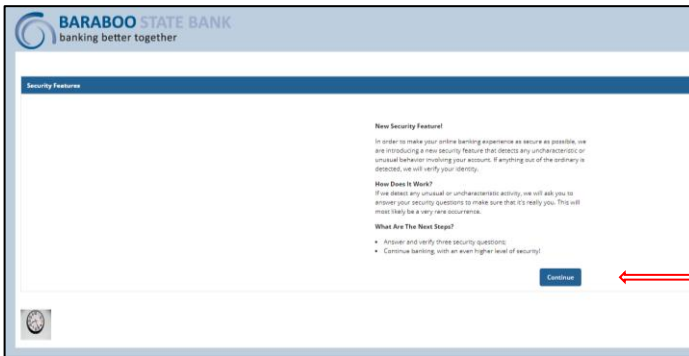 BARABOO STATE BANK
banking better together
Security Features
New Security Feature!
In order to make your online banking experience as secure as possible, we
are introducing a new security feature that detects any uncharacteristic or
unusual behavior involving your account. If anything out of the ordinary is
detected, we will verify your identity.
How Does It Work?
If we detect any unusual or uncharacteristic activity, we will ask you to
answer your security questions to make sure that it's really you. This will
most likely be a very rare occurrence.
What Are The Next Steps?
• Answer and verify three security questions;
• Continue banking, with an even higher level of security!
Continue